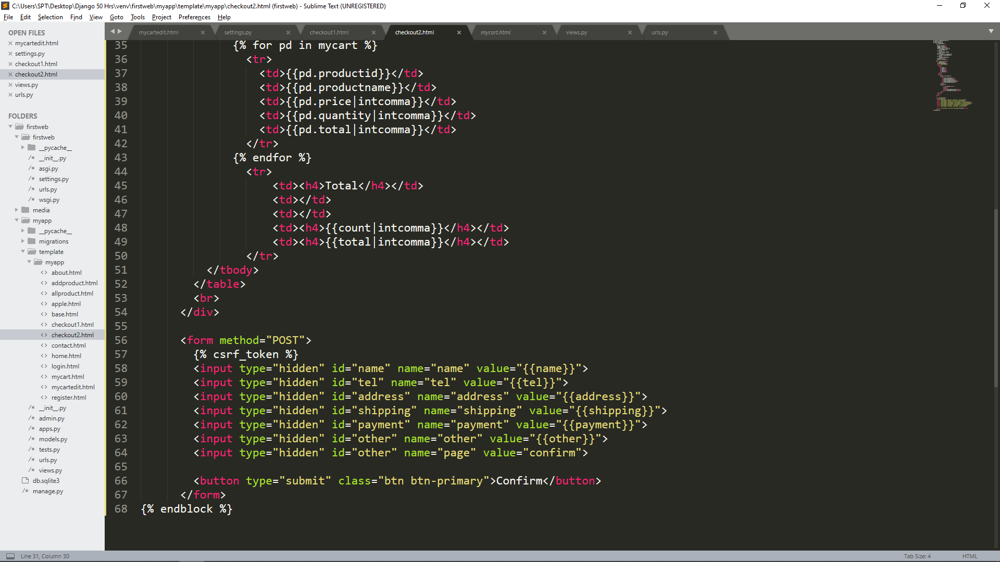 C:\Users\SPT\Desktop\Django 50 Hrs\venv\firstweb\myapp\template\myapp\checkout2.html (firstweb) - Sublime Text (UNREGISTERED)
File Edit Selection Find View Goto Tools Project Preferences Help
OPEN FILES
mycartedit.html
settings.py
checkout1.html
checkout2.html
views.py
urls.py
FOLDERS
firstweb
firstweb
__pycache__
/* __init__.py
/* asgi.py
/* settings.py
/* urls.py
/* wsgi.py
media
myapp
__pycache__
migrations
template
myapp
<> about.html
<> addproduct.html
<> allproduct.html
<> apple.html
<> base.html
<> checkout1.html
<> checkout2.html
<> contact.html
<> home.html
<> login.html
<> mycart.html
<> mycartedit.html
<> register.html
/* __init__.py
/* admin.py
/* apps.py
/* models.py
/* tests.py
/* urls.py
/* views.py
db.sqlite3
/* manage.py
mycartedit.html settings.py checkout1.html checkout2.html mycart.html views.py urls.py
35 {% for pd in mycart %}
36 <tr>
37 <td>{{pd.productid}}</td>
38 <td>{{pd.productname}}</td>
39 <td>{{pd.price|intcomma}}</td>
40 <td>{{pd.quantity|intcomma}}</td>
41 <td>{{pd.total|intcomma}}</td>
42 </tr>
43 {% endfor %}
44 <tr>
45 <td><h4>Total</h4></td>
46 <td></td>
47 <td></td>
48 <td><h4>{{count|intcomma}}</h4></td>
49 <td><h4>{{total|intcomma}}</h4></td>
50 </tr>
51 </tbody>
52 </table>
53 <br>
54 </div>
55
56 <form method="POST">
57 {% csrf_token %}
58 <input type="hidden" id="name" name="name" value="{{name}}">
59 <input type="hidden" id="tel" name="tel" value="{{tel}}">
60 <input type="hidden" id="address" name="address" value="{{address}}">
61 <input type="hidden" id="shipping" name="shipping" value="{{shipping}}">
62 <input type="hidden" id="payment" name="payment" value="{{payment}}">
63 <input type="hidden" id="other" name="other" value="{{other}}">
64 <input type="hidden" id="other" name="page" value="confirm">
65
66 <button type="submit" class="btn btn-primary">Confirm</button>
67 </form>
68 {% endblock %}
Line 31, Column 30
Tab Size: 4 HTML